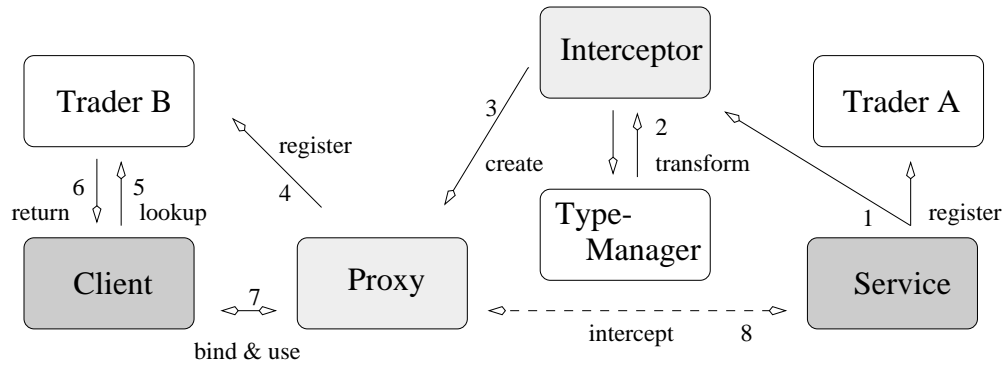 Interceptor
Trader B
Trader A
3
2
register
create
transform
6
5
4
Type-
Manager
1
return
lookup
register
Client
Proxy
Service
7
intercept
8
bind & use